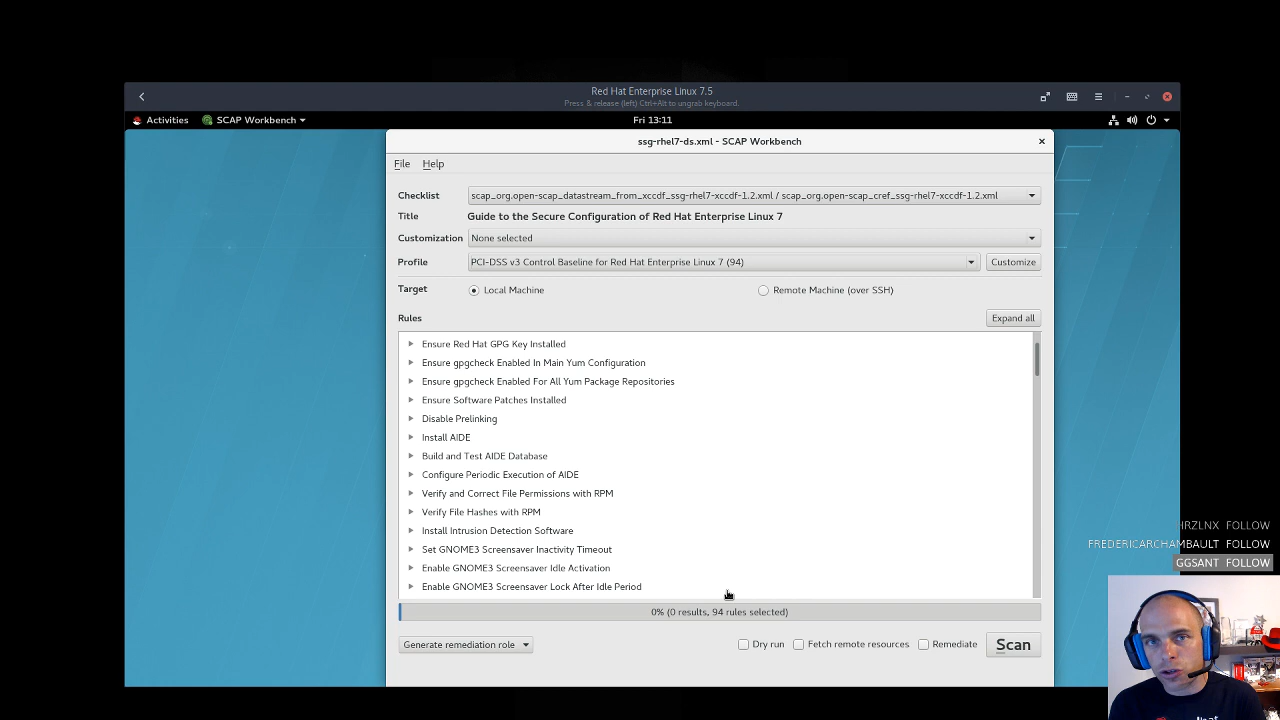 Red Hat Enterprise Linux 7.5
Press & release (left) Ctrl+Alt to ungrab keyboard.
Activities SCAP Workbench Fri 13:11
ssg-rhel7-ds.xml - SCAP Workbench
File Help
Checklist scap_org.open-scap_datastream_from_xccdf_ssg-rhel7-xccdf-1.2.xml / scap_org.open-scap_cref_ssg-rhel7-xccdf-1.2.xml
Title Guide to the Secure Configuration of Red Hat Enterprise Linux 7
Customization None selected
Profile PCI-DSS v3 Control Baseline for Red Hat Enterprise Linux 7 (94) Customize
Target Local Machine Remote Machine (over SSH)
Rules Expand all
Ensure Red Hat GPG Key Installed
Ensure gpgcheck Enabled In Main Yum Configuration
Ensure gpgcheck Enabled For All Yum Package Repositories
Ensure Software Patches Installed
Disable Prelinking
Install AIDE
Build and Test AIDE Database
Configure Periodic Execution of AIDE
Verify and Correct File Permissions with RPM
Verify File Hashes with RPM
Install Intrusion Detection Software
Set GNOME3 Screensaver Inactivity Timeout
Enable GNOME3 Screensaver Idle Activation
Enable GNOME3 Screensaver Lock After Idle Period
0% (0 results, 94 rules selected)
Generate remediation role Dry run Fetch remote resources Remediate Scan
HRZLNX FOLLOW
FREDERICARCHAMBAULT FOLLOW
GGSANT FOLLOW